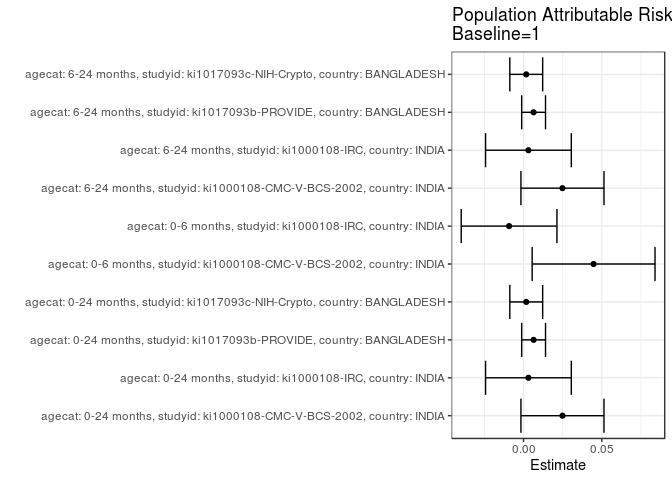 Population Attributable Risk
Baseline=1
agecat: 6-24 months, studyid: ki1017093c-NIH-Crypto, country: BANGLADESH
agecat: 6-24 months, studyid: ki1017093b-PROVIDE, country: BANGLADESH
agecat: 6-24 months, studyid: ki1000108-IRC, country: INDIA
agecat: 6-24 months, studyid: ki1000108-CMC-V-BCS-2002, country: INDIA
agecat: 0-6 months, studyid: ki1000108-IRC, country: INDIA
agecat: 0-6 months, studyid: ki1000108-CMC-V-BCS-2002, country: INDIA
agecat: 0-24 months, studyid: ki1017093c-NIH-Crypto, country: BANGLADESH
agecat: 0-24 months, studyid: ki1017093b-PROVIDE, country: BANGLADESH
agecat: 0-24 months, studyid: ki1000108-IRC, country: INDIA
agecat: 0-24 months, studyid: ki1000108-CMC-V-BCS-2002, country: INDIA
0.00 0.05
Estimate